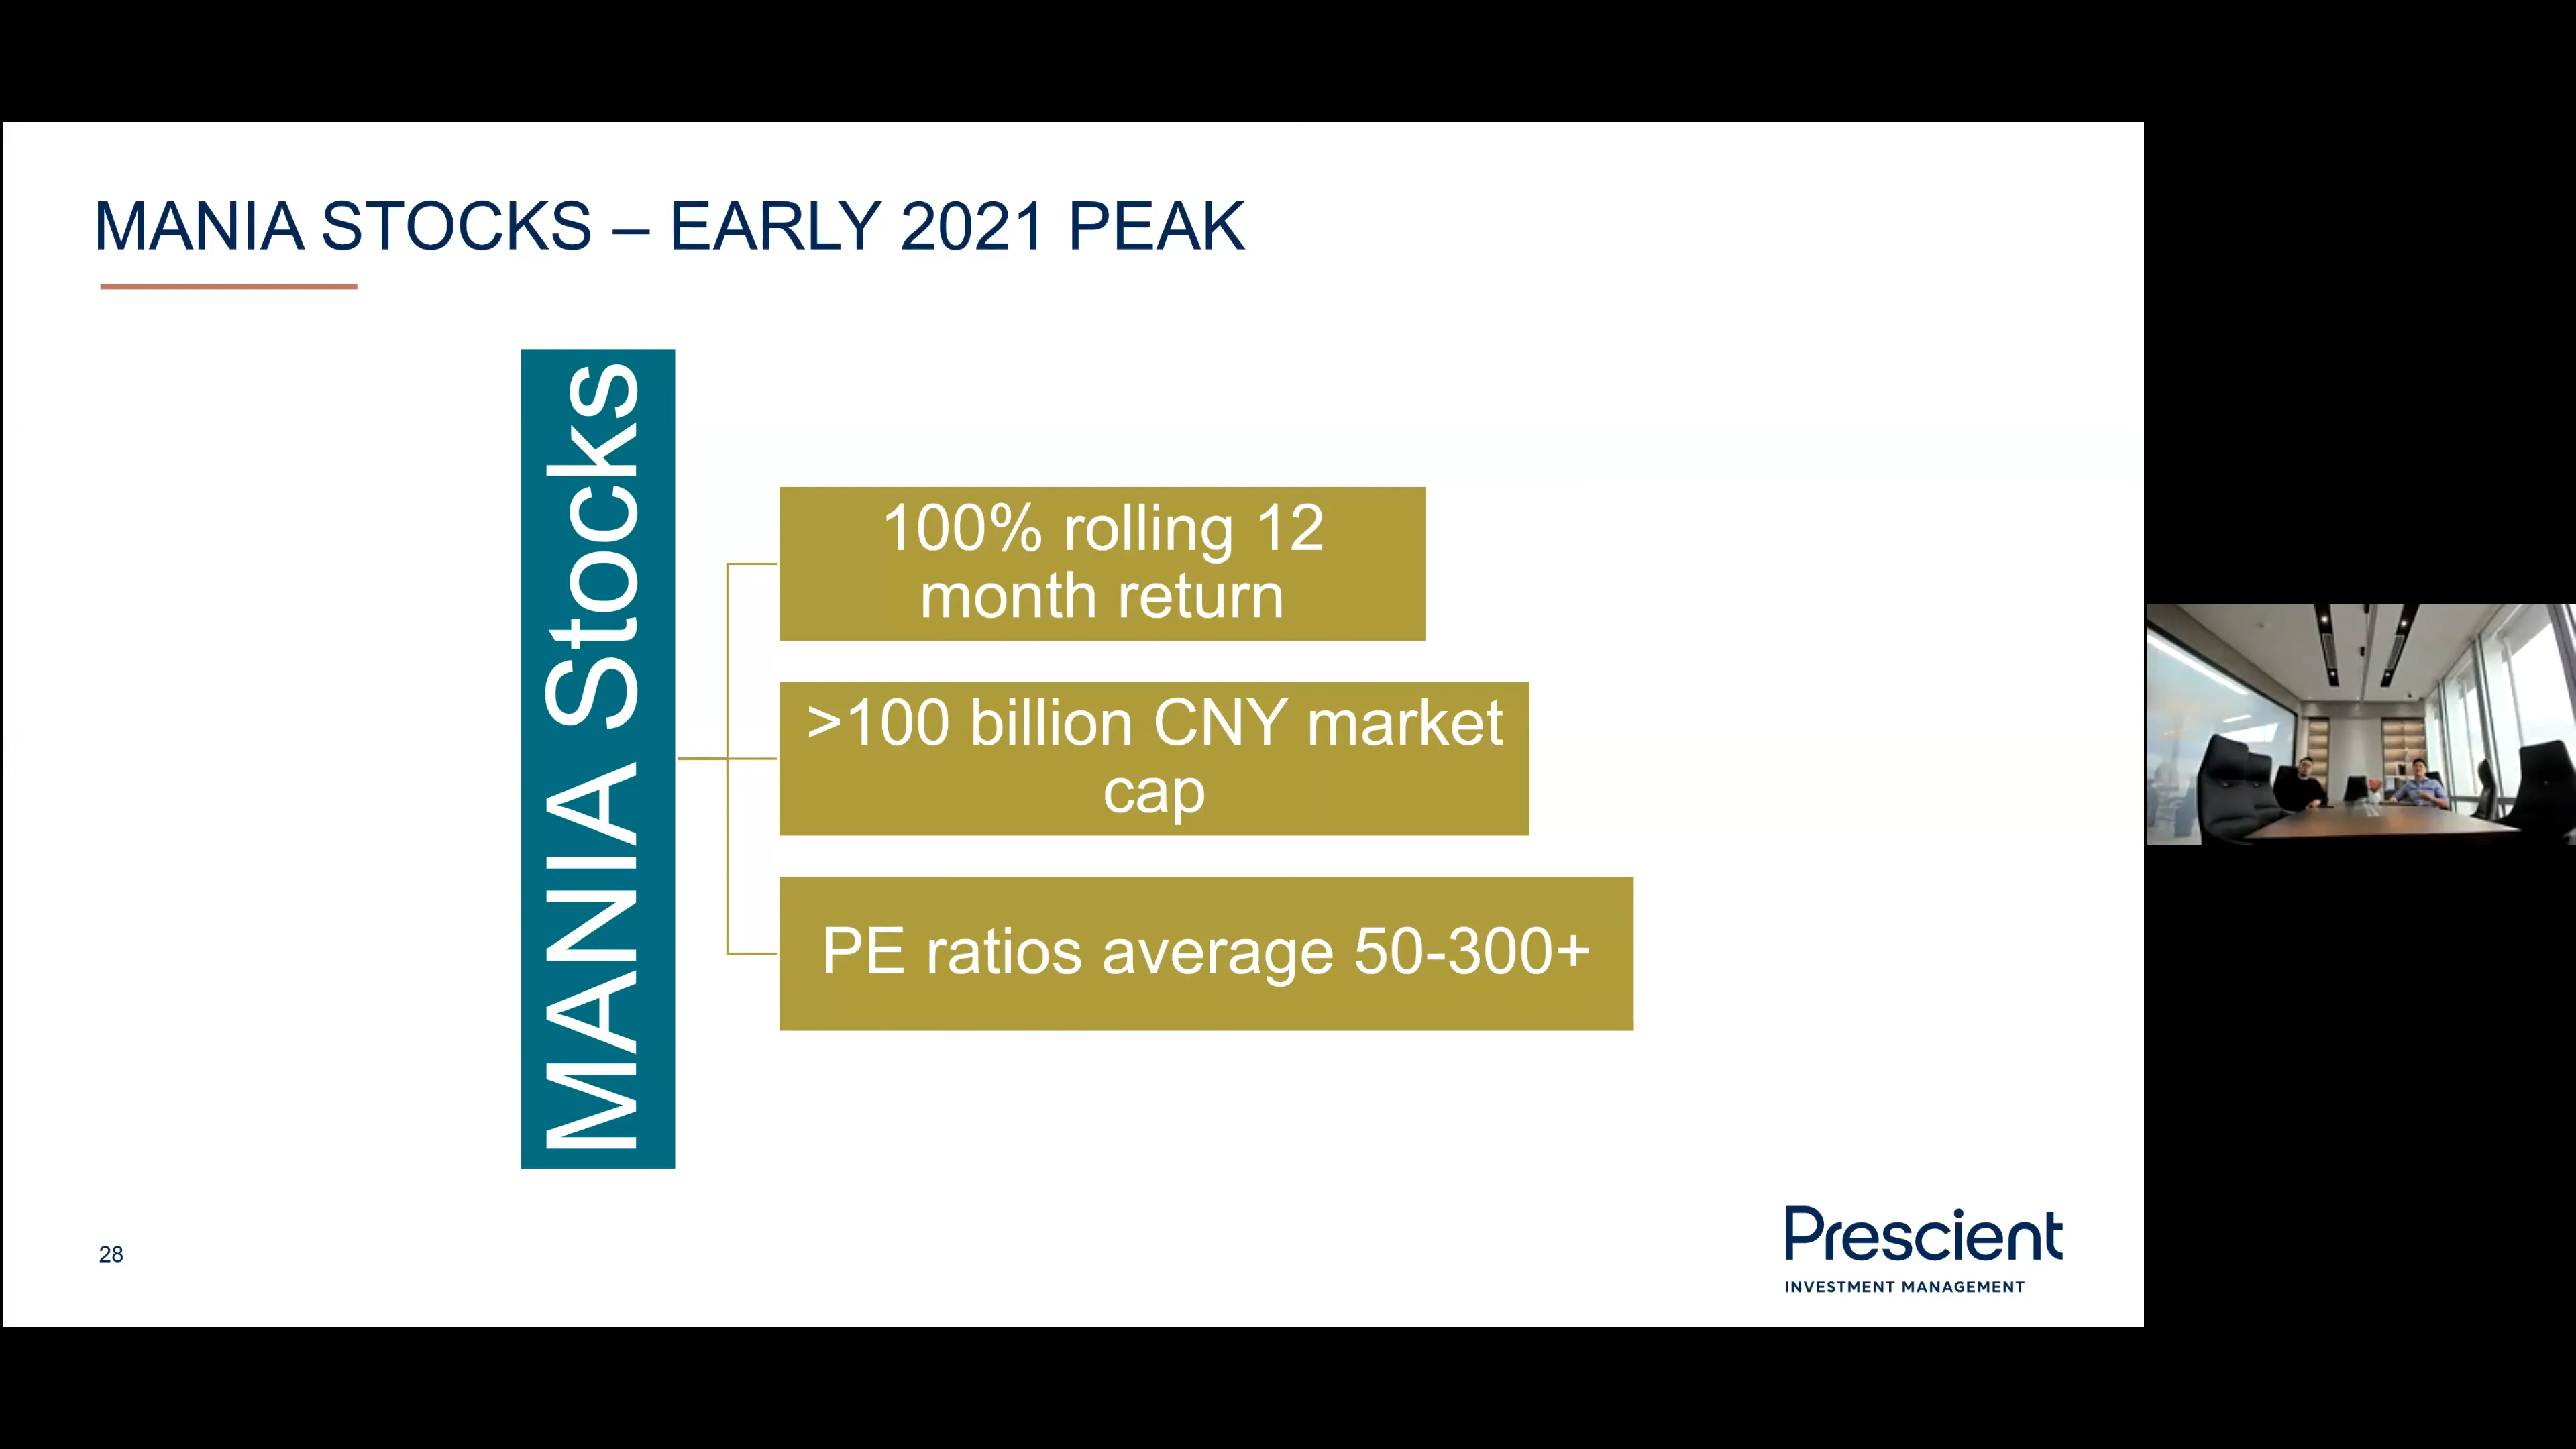 MANIA STOCKS – EARLY 2021 PEAK
MANIA Stocks
100% rolling 12
month return
>100 billion CNY market
cap
PE ratios average 50-300+
28
Prescient
INVESTMENT MANAGEMENT